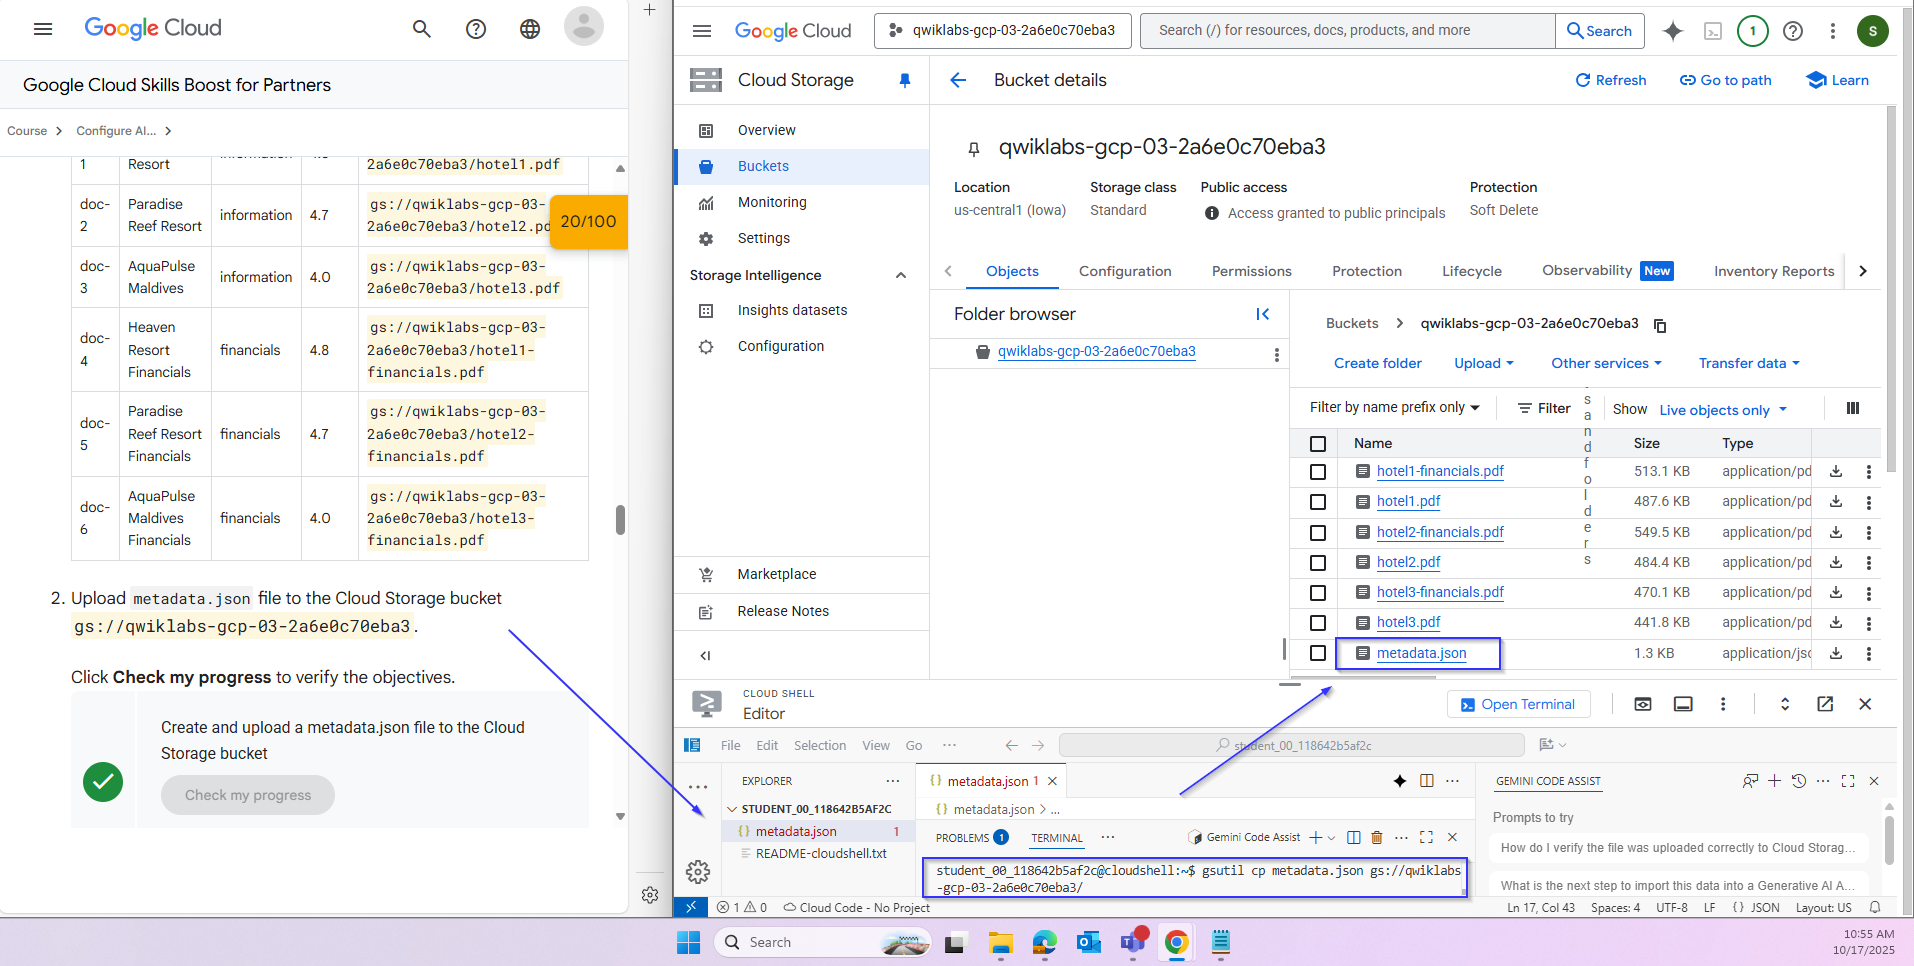 Google Cloud
Google Cloud Skills Boost for Partners
Course > Configure AI... >
1 Resort 2a6e0c70eba3/hotel1.pdf
doc-2 Paradise Reef Resort information 4.7 gs://qwiklabs-gcp-03-2a6e0c70eba3/hotel2.pd
20/100
doc-3 AquaPulse Maldives information 4.0 gs://qwiklabs-gcp-03-2a6e0c70eba3/hotel3.pdf
doc-4 Heaven Resort Financials financials 4.8 gs://qwiklabs-gcp-03-2a6e0c70eba3/hotel1-financials.pdf
doc-5 Paradise Reef Resort Financials financials 4.7 gs://qwiklabs-gcp-03-2a6e0c70eba3/hotel2-financials.pdf
doc-6 AquaPulse Maldives Financials financials 4.0 gs://qwiklabs-gcp-03-2a6e0c70eba3/hotel3-financials.pdf
2. Upload metadata.json file to the Cloud Storage bucket
gs://qwiklabs-gcp-03-2a6e0c70eba3.
Click Check my progress to verify the objectives.
Create and upload a metadata.json file to the Cloud
Storage bucket
Check my progress
Google Cloud
qwiklabs-gcp-03-2a6e0c70eba3
Search (/) for resources, docs, products, and more
Search
1
S
Cloud Storage
Bucket details
Refresh
Go to path
Learn
Overview
Buckets
Monitoring
Settings
Storage Intelligence
Insights datasets
Configuration
Marketplace
Release Notes
qwiklabs-gcp-03-2a6e0c70eba3
Location Storage class Public access Protection
us-central1 (Iowa) Standard Access granted to public principals Soft Delete
Objects Configuration Permissions Protection Lifecycle Observability New Inventory Reports
Folder browser
qwiklabs-gcp-03-2a6e0c70eba3
Buckets > qwiklabs-gcp-03-2a6e0c70eba3
Create folder Upload Other services Transfer data
Filter by name prefix only Filter s and folders Show Live objects only
Name Size Type
hotel1-financials.pdf 513.1 KB application/pd
hotel1.pdf 487.6 KB application/pd
hotel2-financials.pdf 549.5 KB application/pd
hotel2.pdf 484.4 KB application/pd
hotel3-financials.pdf 470.1 KB application/pd
hotel3.pdf 441.8 KB application/pd
metadata.json 1.3 KB application/jsc
CLOUD SHELL
Editor
Open Terminal
File Edit Selection View Go ...
student_00_118642b5af2c
EXPLORER
STUDENT_00_118642B5AF2C
{} metadata.json 1
README-cloudshell.txt
{} metadata.json 1
{} metadata.json > ...
PROBLEMS 1 TERMINAL ...
Gemini Code Assist
student_00_118642b5af2c@cloudshell:~$ gsutil cp metadata.json gs://qwiklabs
-gcp-03-2a6e0c70eba3/
GEMINI CODE ASSIST
Prompts to try
How do I verify the file was uploaded correctly to Cloud Storag...
What is the next step to import this data into a Generative AI A...
1 0 Cloud Code - No Project
Ln 17, Col 43 Spaces: 4 UTF-8 LF {} JSON Layout: US
Search
10:55 AM
10/17/2025